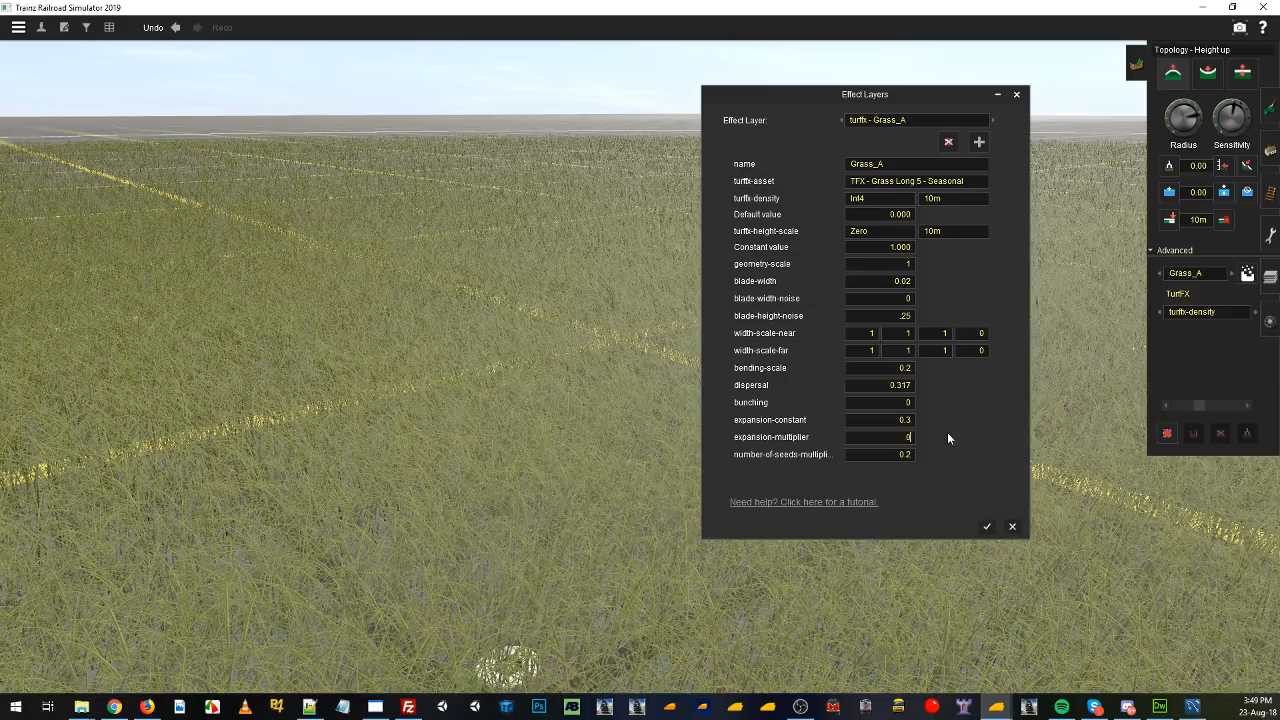 Trainz Railroad Simulator 2019
Undo
Redo
Topology - Height up
Radius
Sensitivity
0.00
0.00
10m
Advanced
Grass_A
TurfFX
turffx-density
Effect Layers
Effect Layer:
turffx - Grass_A
name
Grass_A
turffx-asset
TFX - Grass Long 5 - Seasonal
turffx-density
Int4
10m
Default value
0.000
turffx-height-scale
Zero
10m
Constant value
1.000
geometry-scale
1
blade-width
0.02
blade-width-noise
0
blade-height-noise
.25
width-scale-near
1 1 1 0
width-scale-far
1 1 1 0
bending-scale
0.2
dispersal
0.317
bunching
0
expansion-constant
0.3
expansion-multiplier
0
number-of-seeds-multipli...
0.2
Need help? Click here for a tutorial.
3:49 PM
23-Aug-18